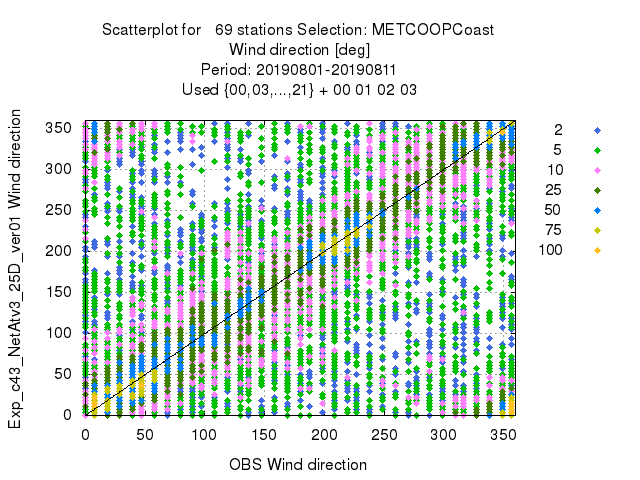 Scatterplot for 69 stations Selection: METCOOPCoast
Wind direction [deg]
Period: 20190801-20190811
Used {00,03,...,21} + 00 01 02 03
Exp_c43_NetAtv3_25D_ver01 Wind direction
350
300
250
200
150
100
50
0
0 50 100 150 200 250 300 350
OBS Wind direction
2
5
10
25
50
75
100